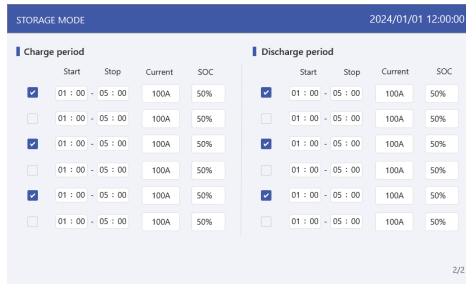 STORAGE MODE 2024/01/01 12:00:00
Charge period Discharge period
Start Stop Current SOC Start Stop Current SOC
01 : 00 - 05 : 00 100A 50% 01 : 00 - 05 : 00 100A 50%
01 : 00 - 05 : 00 100A 50% 01 : 00 - 05 : 00 100A 50%
01 : 00 - 05 : 00 100A 50% 01 : 00 - 05 : 00 100A 50%
01 : 00 - 05 : 00 100A 50% 01 : 00 - 05 : 00 100A 50%
01 : 00 - 05 : 00 100A 50% 01 : 00 - 05 : 00 100A 50%
01 : 00 - 05 : 00 100A 50% 01 : 00 - 05 : 00 100A 50%
2/2